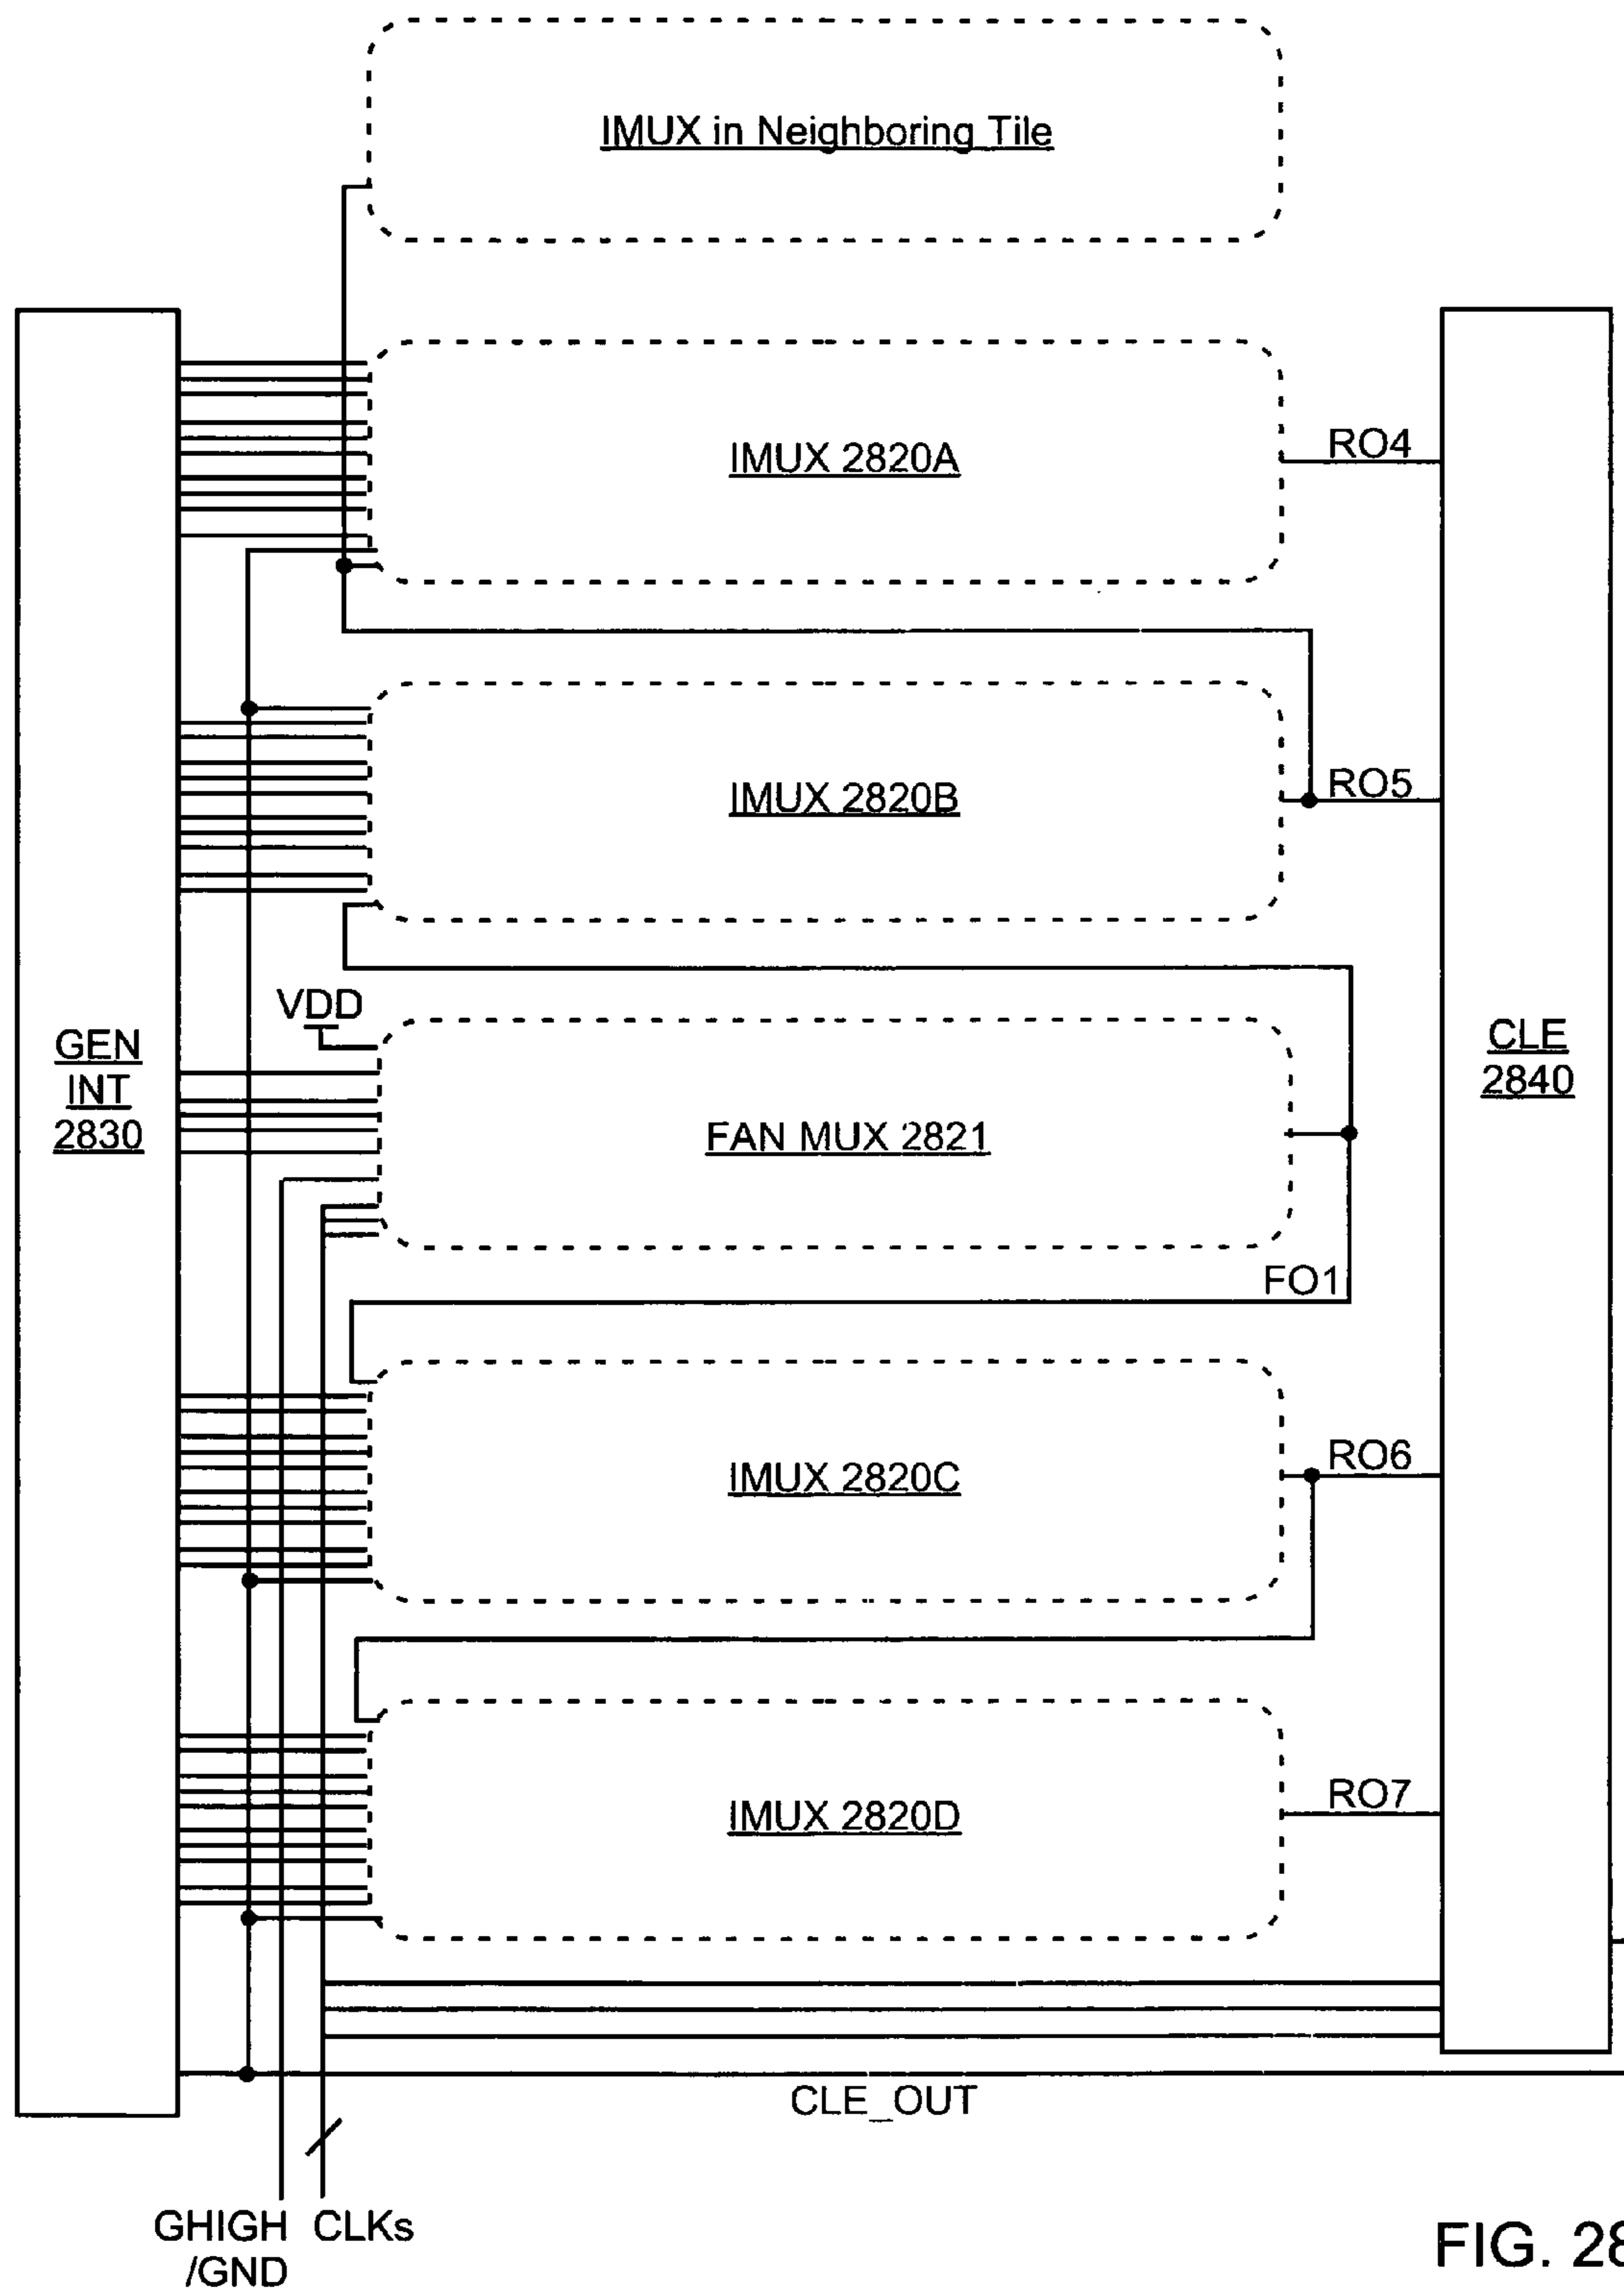 IMUX in Neighboring Tile
IMUX 2820A
RO4
IMUX 2820B
RO5
VDD
GEN
INT
2830
CLE
2840
FAN MUX 2821
FO1
IMUX 2820C
RO6
IMUX 2820D
RO7
CLE_OUT
GHIGH
/GND
CLKs
FIG. 28